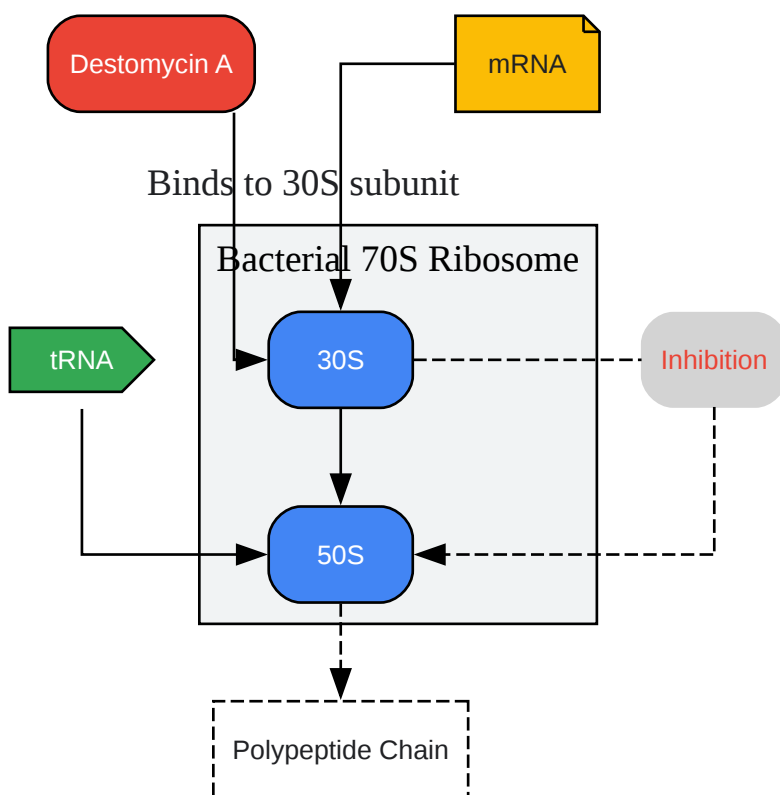 Destomycin A
mRNA
Binds to 30S subunit
Bacterial 70S Ribosome
tRNA
30S
Inhibition
50S
Polypeptide Chain